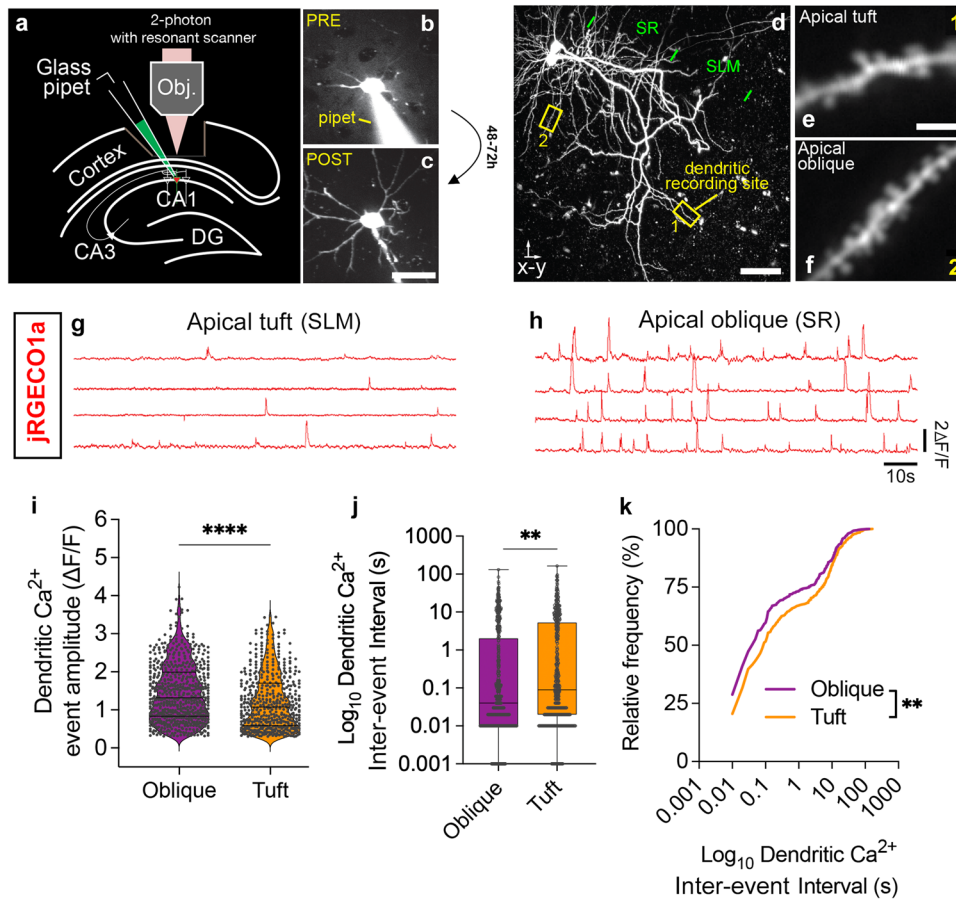 a
2-photon
with resonant scanner
Glass
pipet
Obj.
Cortex
CA1
CA3
DG
PRE
b
pipet
POST
c
48-72h
d
SR
SLM
2
dendritic
recording site
1
x-y
Apical tuft
1
e
Apical
oblique
f
2
jRGECO1a
g
Apical tuft (SLM)
h
Apical oblique (SR)
2ΔF/F
10s
i
****
Dendritic Ca2+
event amplitude (ΔF/F)
6
5
4
3
2
1
0
Oblique
Tuft
j
**
Log10 Dendritic Ca2+
Inter-event Interval (s)
1000
100
10
1
0.1
0.01
0.001
Oblique
Tuft
k
Relative frequency (%)
100
75
50
25
0
Oblique
Tuft
**
0.001
0.01
0.1
1
10
100
1000
Log10 Dendritic Ca2+
Inter-event Interval (s)